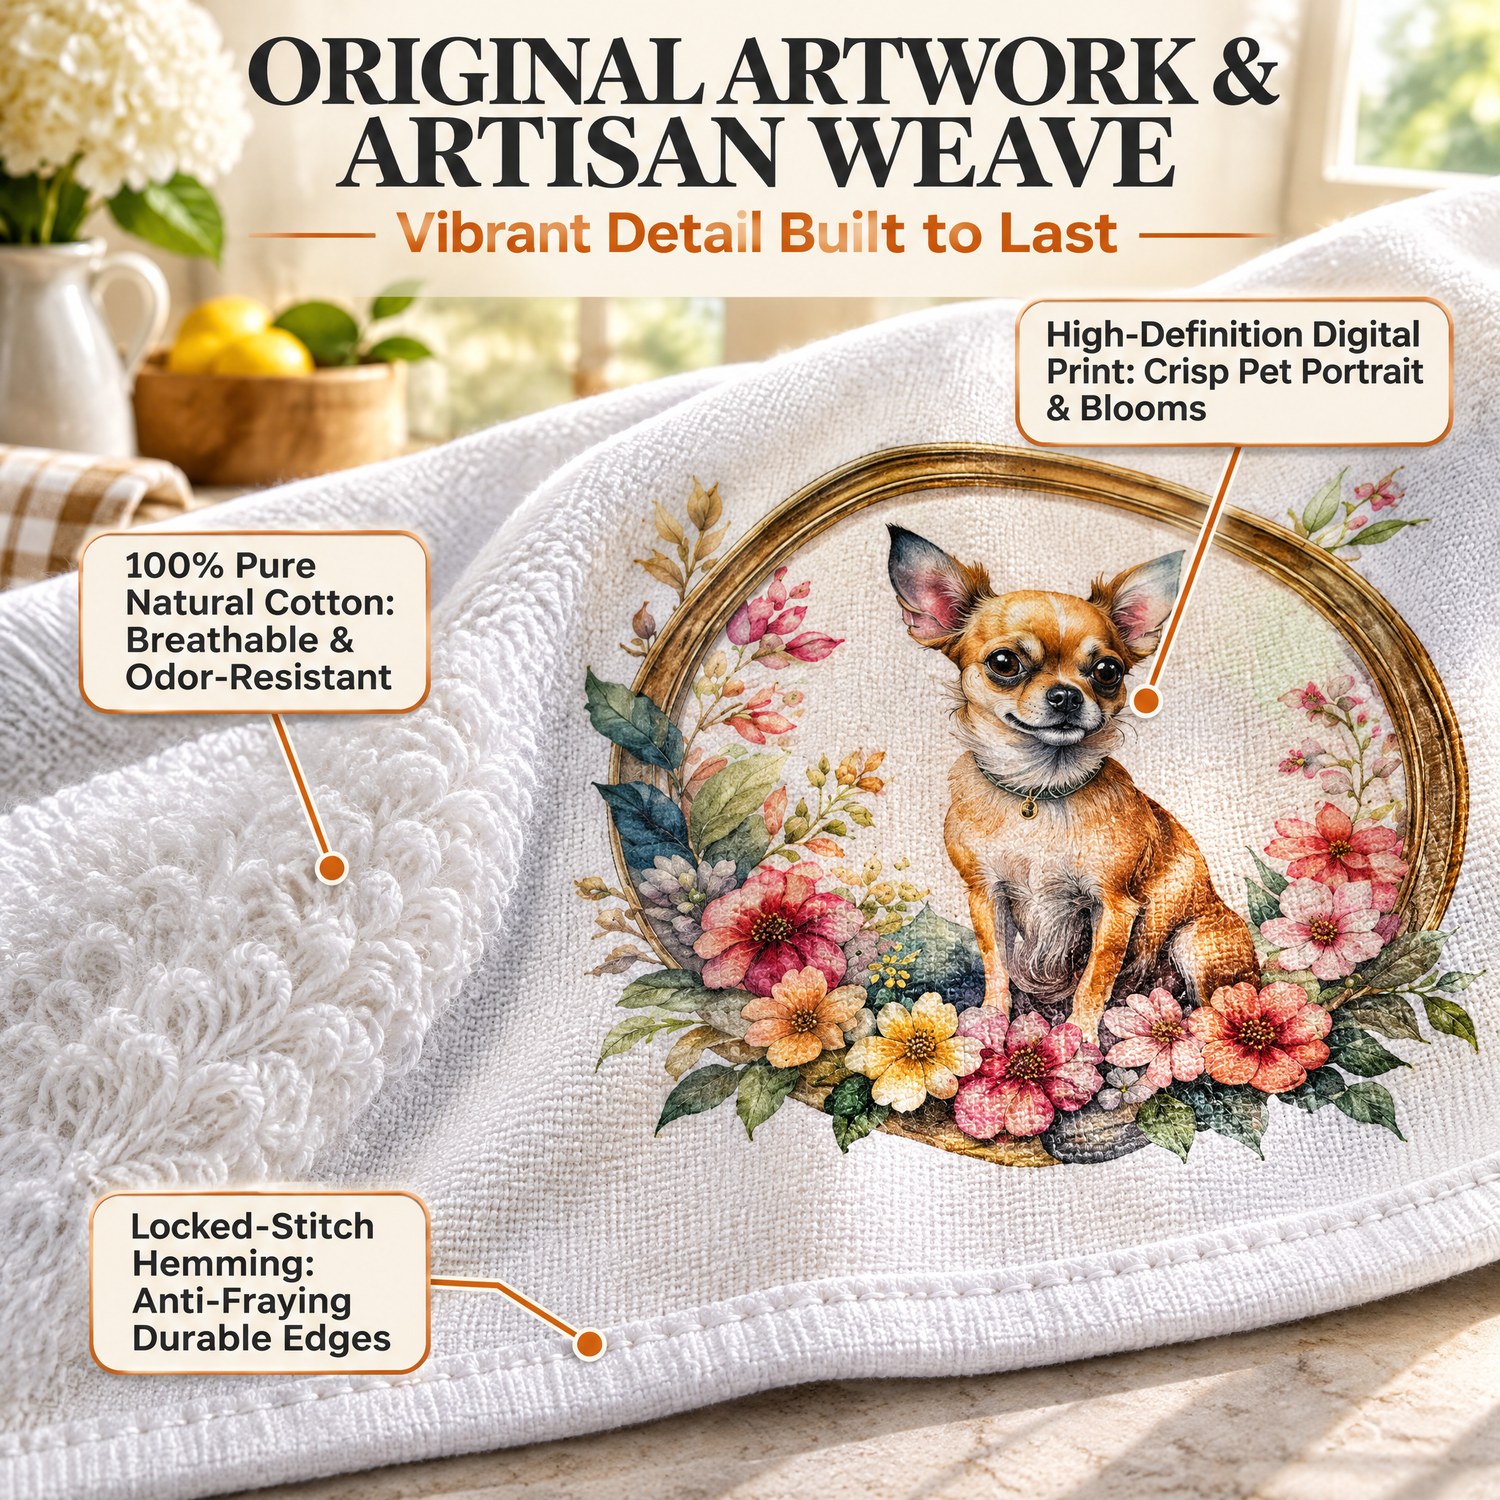 ORIGINAL ARTWORK &
ARTISAN WEAVE
Vibrant Detail Built to Last
High-Definition Digital
Print: Crisp Pet Portrait
& Blooms
100% Pure
Natural Cotton:
Breathable &
Odor-Resistant
Locked-Stitch
Hemming:
Anti-Fraying
Durable Edges